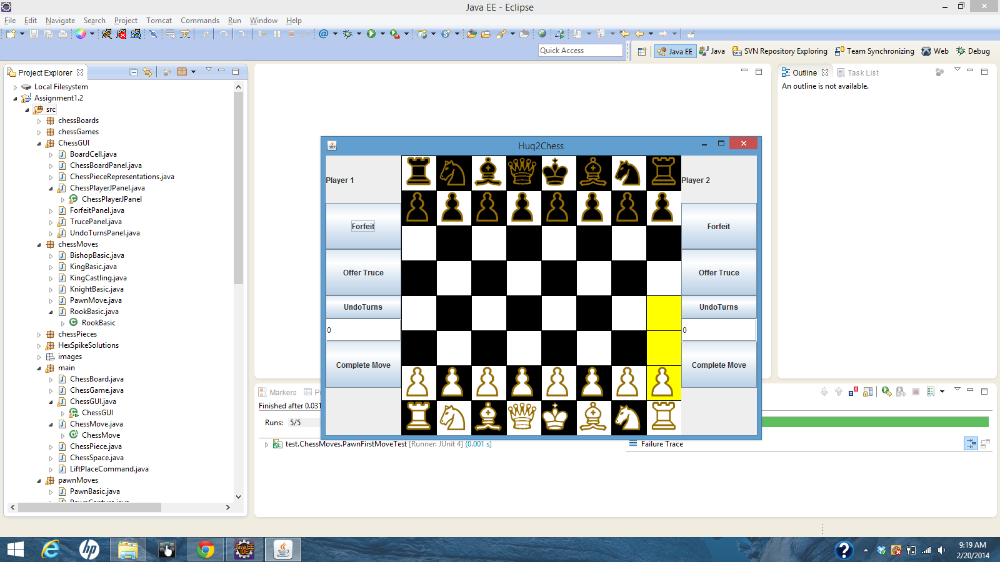 Java EE - Eclipse
File Edit Navigate Search Project Tomcat Commands Run Window Help
Quick Access
Java EE
Java
SVN Repository Exploring
Team Synchronizing
Web
Debug
Project Explorer
Local Filesystem
Assignment1.2
src
chessBoards
chessGames
ChessGUI
BoardCell.java
ChessBoardPanel.java
ChessPieceRepresentations.java
ChessPlayerJPanel.java
ChessPlayerJPanel
ForfeitPanel.java
TrucePanel.java
UndoTurnsPanel.java
chessMoves
BishopBasic.java
KingBasic.java
KingCastling.java
KnightBasic.java
PawnMove.java
RookBasic.java
RookBasic
chessPieces
HexSpikeSolutions
images
main
ChessBoard.java
ChessGame.java
ChessGUI.java
ChessGUI
ChessMove.java
ChessMove
ChessPiece.java
ChessSpace.java
LiftPlaceCommand.java
pawnMoves
PawnBasic.java
PawnCapture.java
Huq2Chess
Player 1
Forfeit
Offer Truce
UndoTurns
0
Complete Move
Player 2
Forfeit
Offer Truce
UndoTurns
0
Complete Move
Outline
Task List
An outline is not available.
Markers
Finished after 0.031
Runs: 5/5
test.ChessMoves.PawnFirstMoveTest [Runner: JUnit 4] (0.001 s)
Failure Trace
hp
Java EE
IDE
9:19 AM
2/20/2014